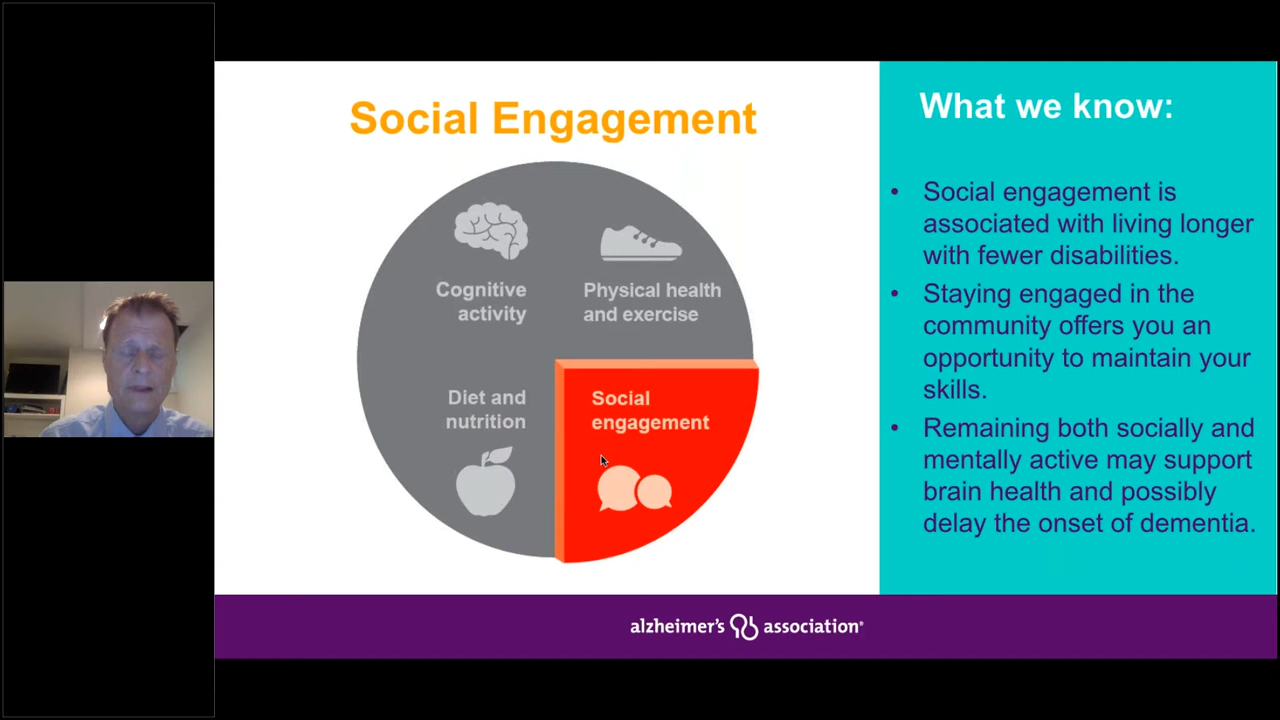 Social Engagement
Cognitive
activity
Physical health
and exercise
Diet and
nutrition
Social
engagement
What we know:
• Social engagement is
associated with living longer
with fewer disabilities.
• Staying engaged in the
community offers you an
opportunity to maintain your
skills.
• Remaining both socially and
mentally active may support
brain health and possibly
delay the onset of dementia.
alzheimer's association®